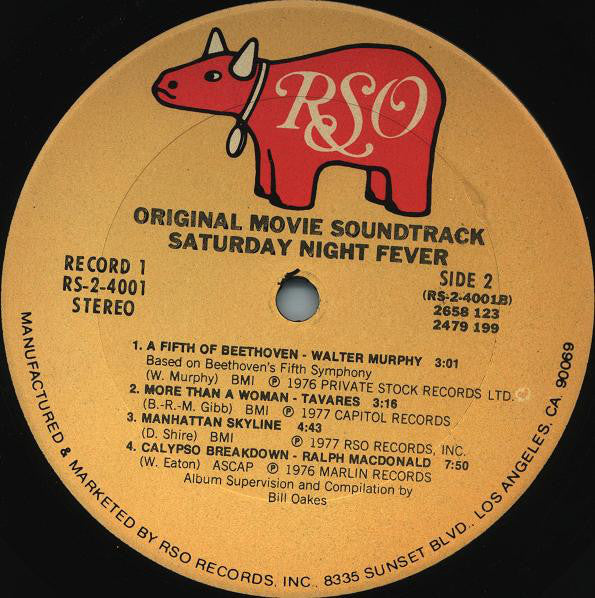 RSO
ORIGINAL MOVIE SOUNDTRACK
SATURDAY NIGHT FEVER
RECORD 1
RS-2-4001
STEREO
SIDE 2
(RS-2-4001B)
2658 123
2479 199
1. A FIFTH OF BEETHOVEN - WALTER MURPHY 3:01
Based on Beethoven's Fifth Symphony
(W. Murphy) BMI ℗ 1976 PRIVATE STOCK RECORDS LTD.
2. MORE THAN A WOMAN - TAVARES 3:16
(B.-R.-M. Gibb) BMI ℗ 1977 CAPITOL RECORDS
3. MANHATTAN SKYLINE 4:43
(D. Shire) BMI ℗ 1977 RSO RECORDS, INC.
4. CALYPSO BREAKDOWN - RALPH MACDONALD 7:50
(W. Eaton) ASCAP ℗ 1976 MARLIN RECORDS
Album Supervision and Compilation by
Bill Oakes
MANUFACTURED & MARKETED BY RSO RECORDS, INC., 8335 SUNSET BLVD., LOS ANGELES, CA. 90069